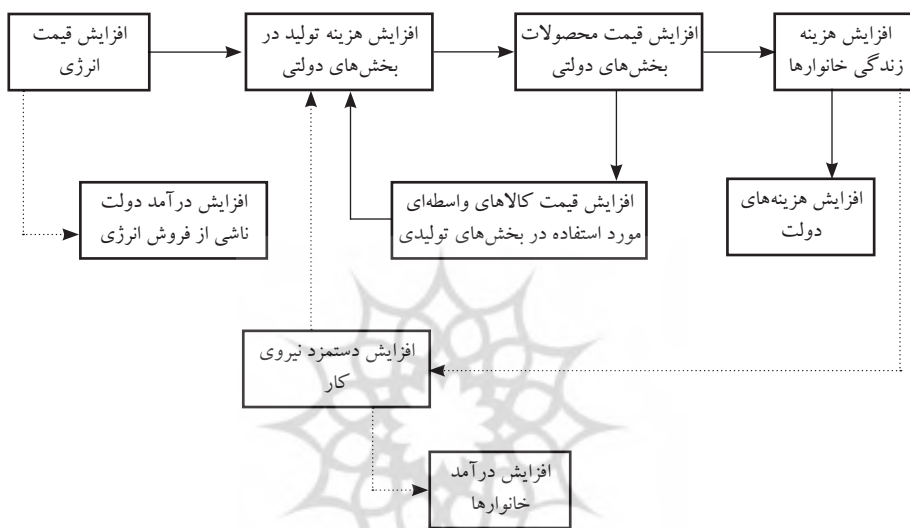 افزایش قیمت
انرژی
افزایش هزینه تولید در
بخش‌های دولتی
افزایش قیمت محصولات
بخش‌های دولتی
افزایش هزینه
زندگی خانوارها
افزایش درآمد دولت
ناشی از فروش انرژی
افزایش قیمت کالاهای واسطه‌ای
مورد استفاده در بخش‌های تولیدی
افزایش هزینه‌های
دولت
افزایش دستمزد نیروی
کار
افزایش درآمد
خانوارها